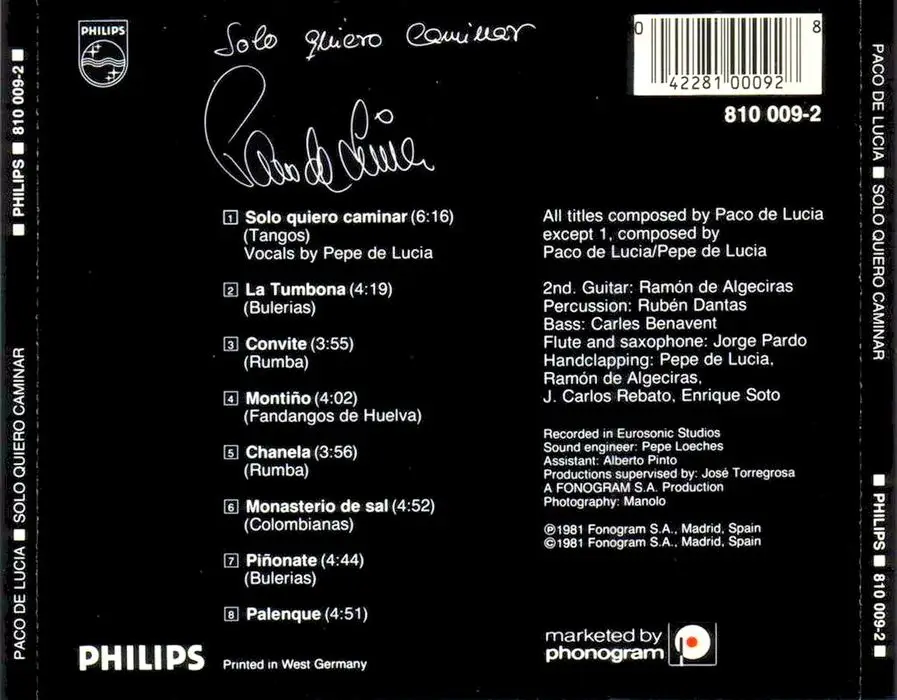 PHILIPS
Solo quiero caminar
Paco de Lucia
0 42281 00092 8
810 009-2
1 Solo quiero caminar (6:16)
(Tangos)
Vocals by Pepe de Lucia
2 La Tumbona (4:19)
(Bulerias)
3 Convite (3:55)
(Rumba)
4 Montiño (4:02)
(Fandangos de Huelva)
5 Chanela (3:56)
(Rumba)
6 Monasterio de sal (4:52)
(Colombianas)
7 Piñonate (4:44)
(Bulerias)
8 Palenque (4:51)
All titles composed by Paco de Lucia
except 1, composed by
Paco de Lucia/Pepe de Lucia
2nd. Guitar: Ramón de Algeciras
Percussion: Rubén Dantas
Bass: Carles Benavent
Flute and saxophone: Jorge Pardo
Handclapping: Pepe de Lucia,
Ramón de Algeciras,
J. Carlos Rebato, Enrique Soto
Recorded in Eurosonic Studios
Sound engineer: Pepe Loeches
Assistant: Alberto Pinto
Productions supervised by: José Torregrosa
A FONOGRAM S.A. Production
Photography: Manolo
℗1981 Fonogram S.A., Madrid, Spain
©1981 Fonogram S.A., Madrid, Spain
PHILIPS
Printed in West Germany
marketed by
phonogram
PACO DE LUCIA ■ SOLO QUIERO CAMINAR
■ PHILIPS ■ 810 009-2 ■
PACO DE LUCIA ■ SOLO QUIERO CAMINAR
■ PHILIPS ■ 810 009-2 ■